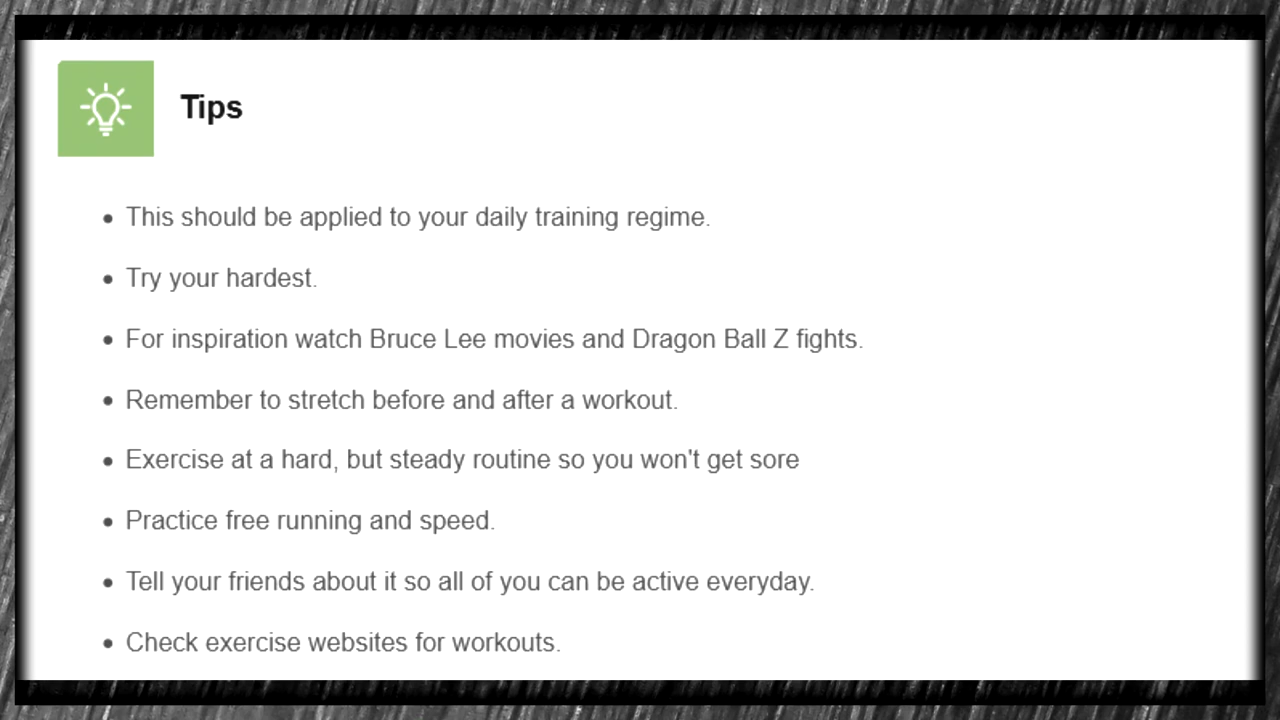 Tips
This should be applied to your daily training regime.
Try your hardest.
For inspiration watch Bruce Lee movies and Dragon Ball Z fights.
Remember to stretch before and after a workout.
Exercise at a hard, but steady routine so you won't get sore
Practice free running and speed.
Tell your friends about it so all of you can be active everyday.
Check exercise websites for workouts.